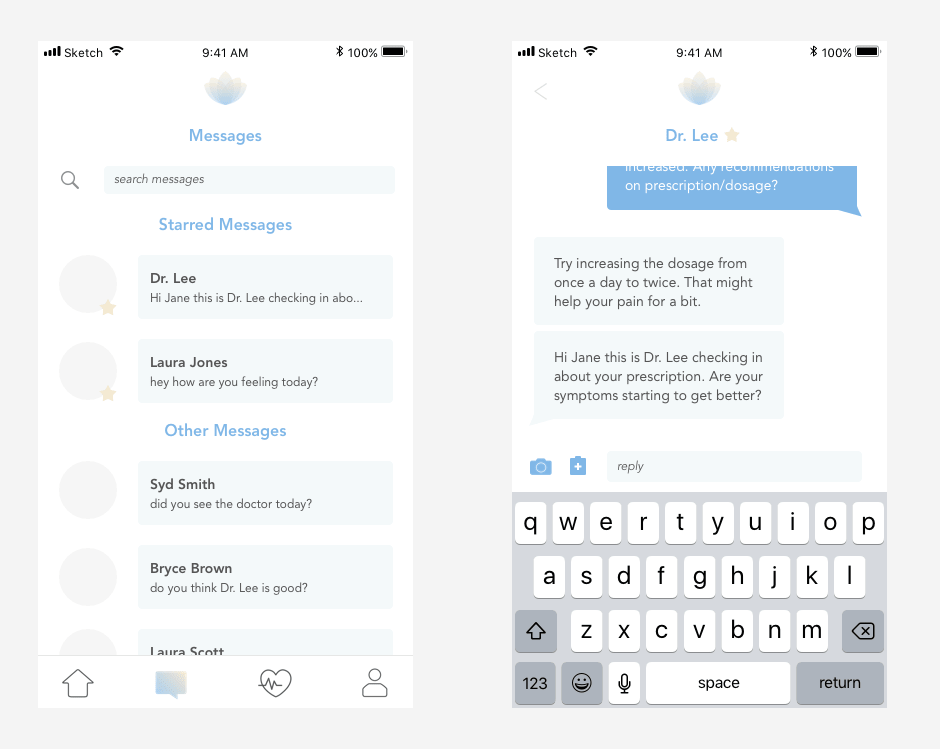 Sketch 9:41 AM 100%
Messages
search messages
Starred Messages
Dr. Lee
Hi Jane this is Dr. Lee checking in abo...
Laura Jones
hey how are you feeling today?
Other Messages
Syd Smith
did you see the doctor today?
Bryce Brown
do you think Dr. Lee is good?
Laura Scott
Sketch 9:41 AM 100%
Dr. Lee
increased. Any recommendations
on prescription/dosage?
Try increasing the dosage from
once a day to twice. That might
help your pain for a bit.
Hi Jane this is Dr. Lee checking in
about your prescription. Are your
symptoms starting to get better?
reply
q w e r t y u i o p
a s d f g h j k l
z x c v b n m
123 space return